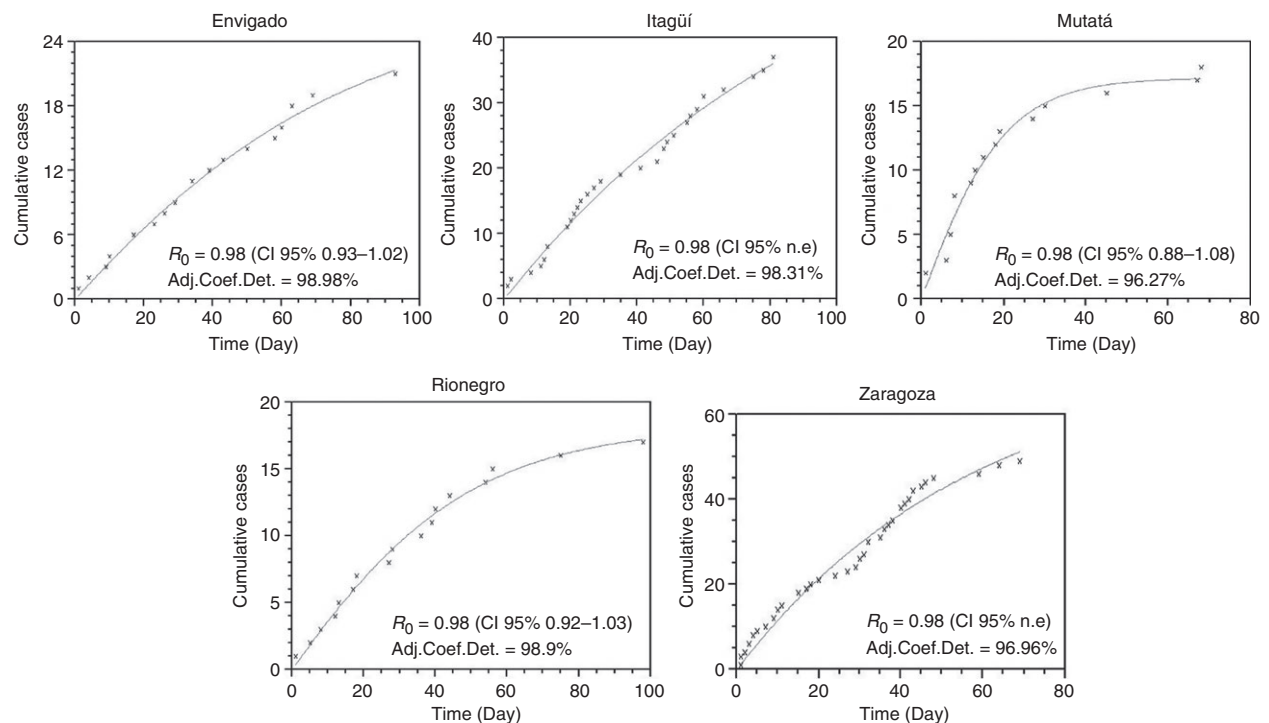 Envigado
24
18
12
6
0
Cumulative cases
R0 = 0.98 (CI 95% 0.93–1.02)
Adj.Coef.Det. = 98.98%
0 20 40 60 80 100
Time (Day)
Itagüí
40
30
20
10
0
Cumulative cases
R0 = 0.98 (CI 95% n.e)
Adj.Coef.Det. = 98.31%
0 20 40 60 80 100
Time (Day)
Mutatá
20
15
10
5
0
Cumulative cases
R0 = 0.98 (CI 95% 0.88–1.08)
Adj.Coef.Det. = 96.27%
0 20 40 60 80
Time (Day)
Rionegro
20
15
10
5
0
Cumulative cases
R0 = 0.98 (CI 95% 0.92–1.03)
Adj.Coef.Det. = 98.9%
0 20 40 60 80 100
Time (Day)
Zaragoza
60
40
20
0
Cumulative cases
R0 = 0.98 (CI 95% n.e)
Adj.Coef.Det. = 96.96%
0 20 40 60 80
Time (Day)